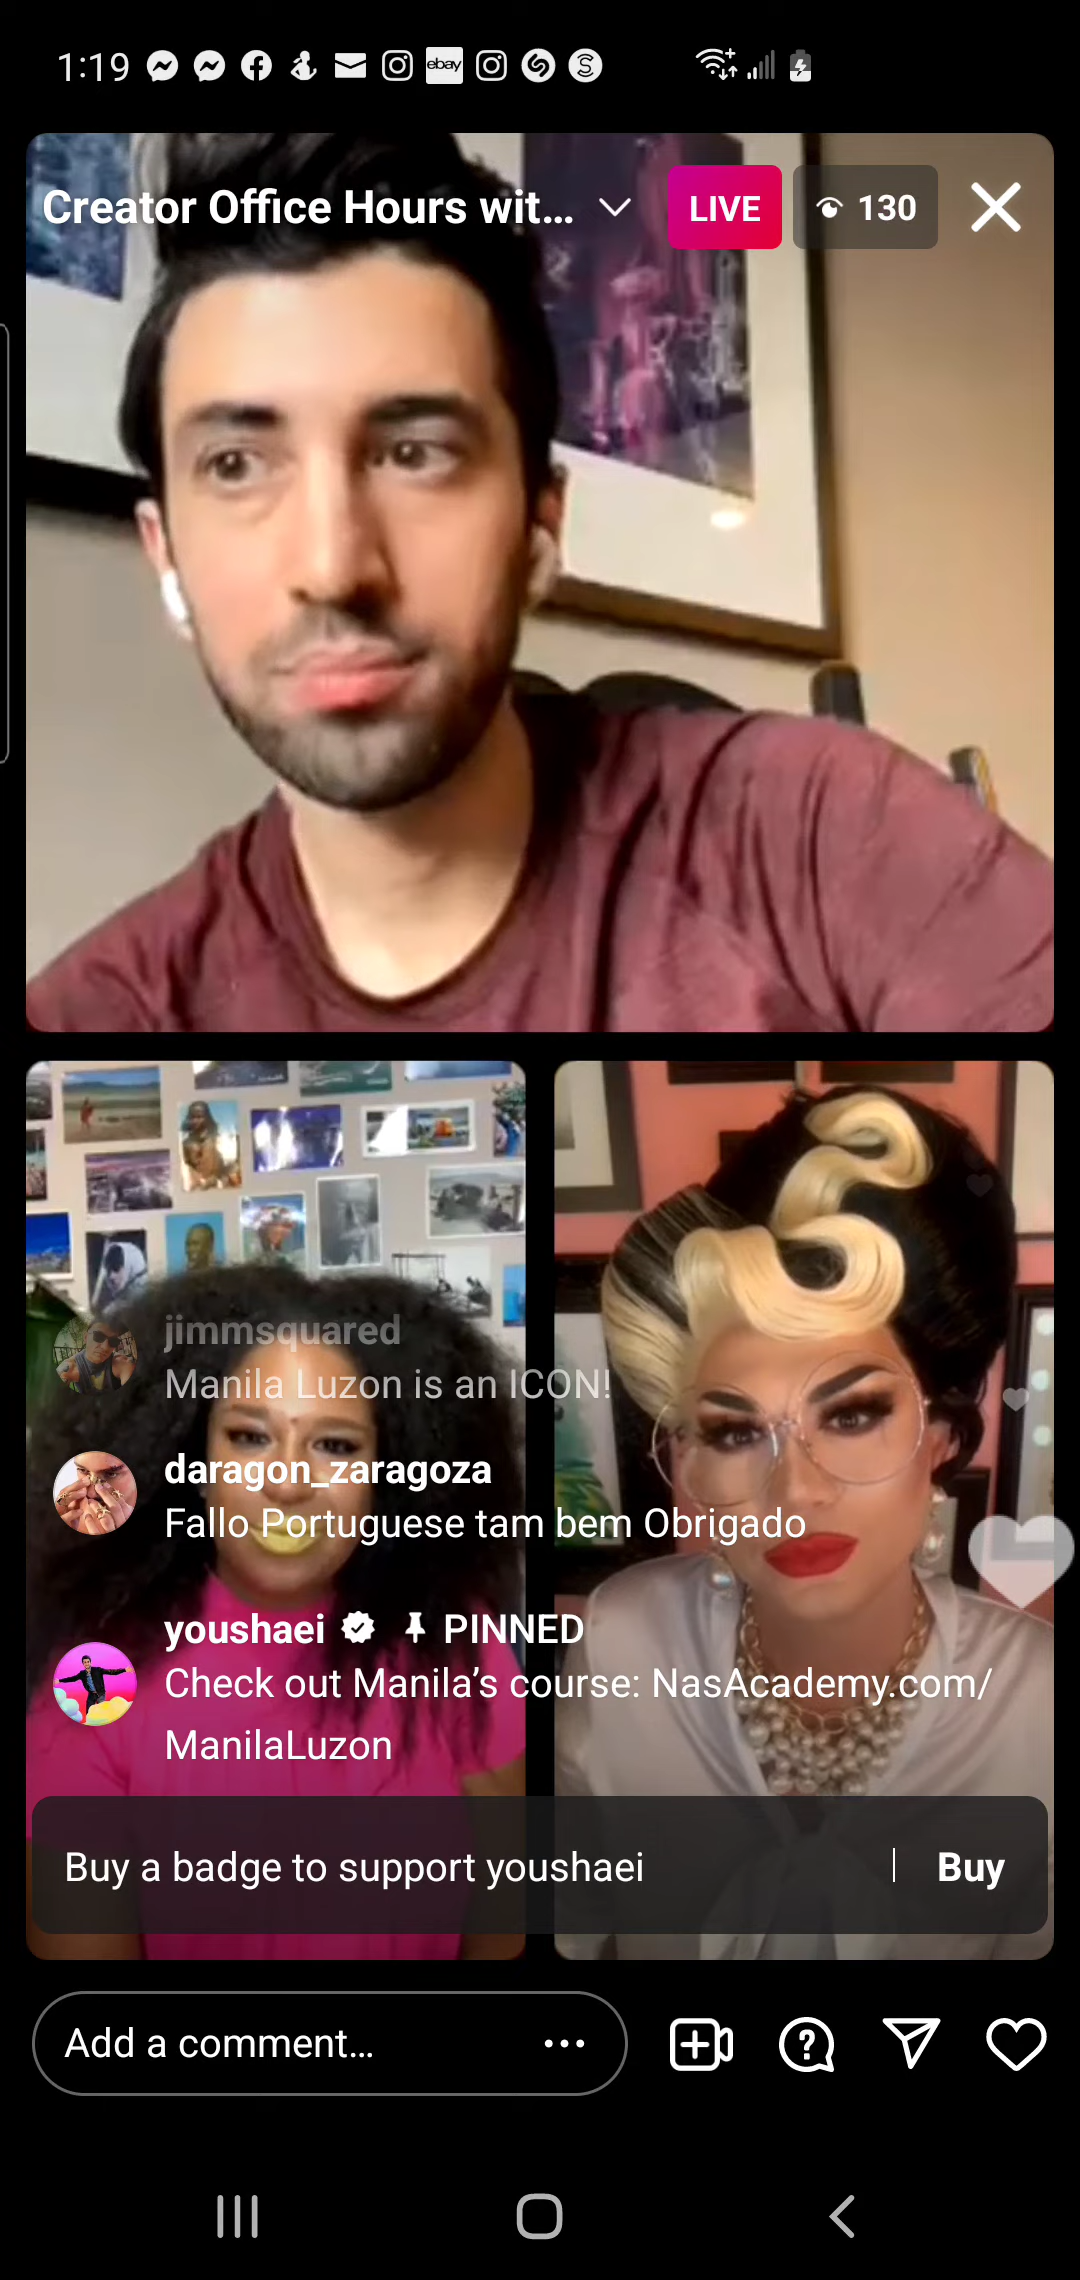 1:19
ebay
Creator Office Hours wit...
LIVE
130
jimmsquared
Manila Luzon is an ICON!
daragon_zaragoza
Fallo Portuguese tam bem Obrigado
youshaei PINNED
Check out Manila’s course: NasAcademy.com/
ManilaLuzon
Buy a badge to support youshaei
Buy
Add a comment...